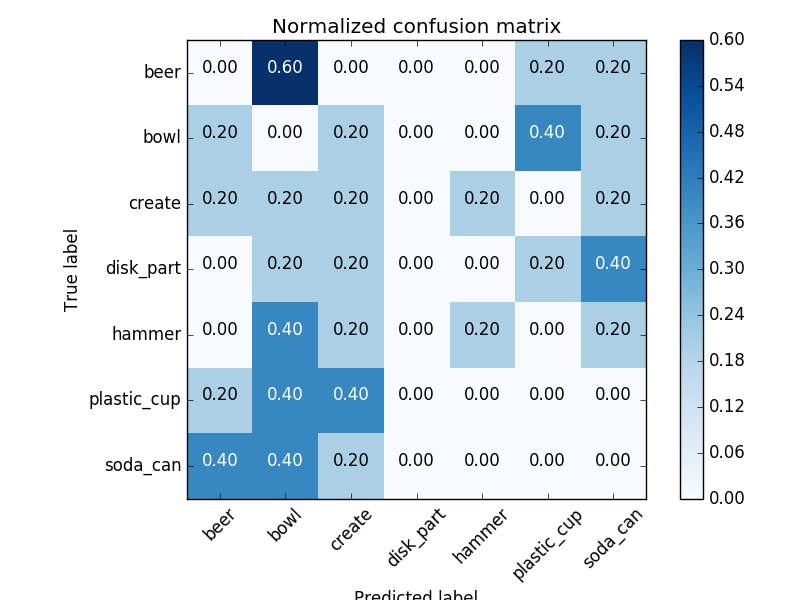 Normalized confusion matrix
beer 0.00 0.60 0.00 0.00 0.00 0.20 0.20
bowl 0.20 0.00 0.20 0.00 0.00 0.40 0.20
create 0.20 0.20 0.20 0.00 0.20 0.00 0.20
disk_part 0.00 0.20 0.20 0.00 0.00 0.20 0.40
hammer 0.00 0.40 0.20 0.00 0.20 0.00 0.20
plastic_cup 0.20 0.40 0.40 0.00 0.00 0.00 0.00
soda_can 0.40 0.40 0.20 0.00 0.00 0.00 0.00
True label
beer bowl create disk_part hammer plastic_cup soda_can
Predicted label
0.60
0.54
0.48
0.42
0.36
0.30
0.24
0.18
0.12
0.06
0.00